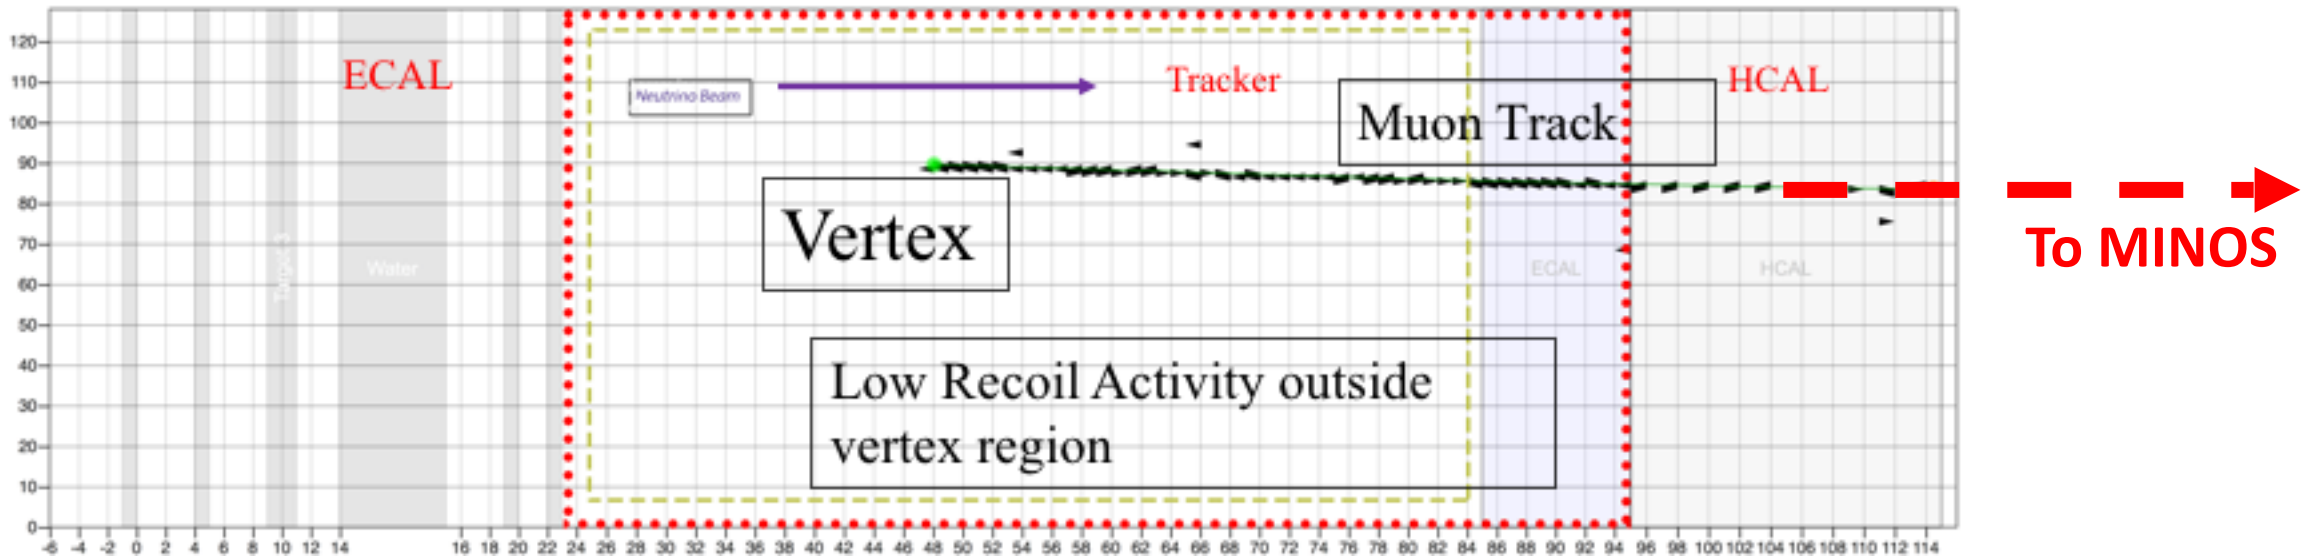 120
110
100
90
80
70
60
50
40
30
20
10
0
ECAL
Neutrino Beam
Tracker
HCAL
Muon Track
Vertex
To MINOS
Target 3
Water
ECAL
HCAL
Low Recoil Activity outside
vertex region
-6 -4 -2 0 2 4 6 8 10 12 14 16 18 20 22 24 26 28 30 32 34 36 38 40 42 44 46 48 50 52 54 56 58 60 62 64 66 68 70 72 74 76 78 80 82 84 86 88 90 92 94 96 98 100 102 104 106 108 110 112 114